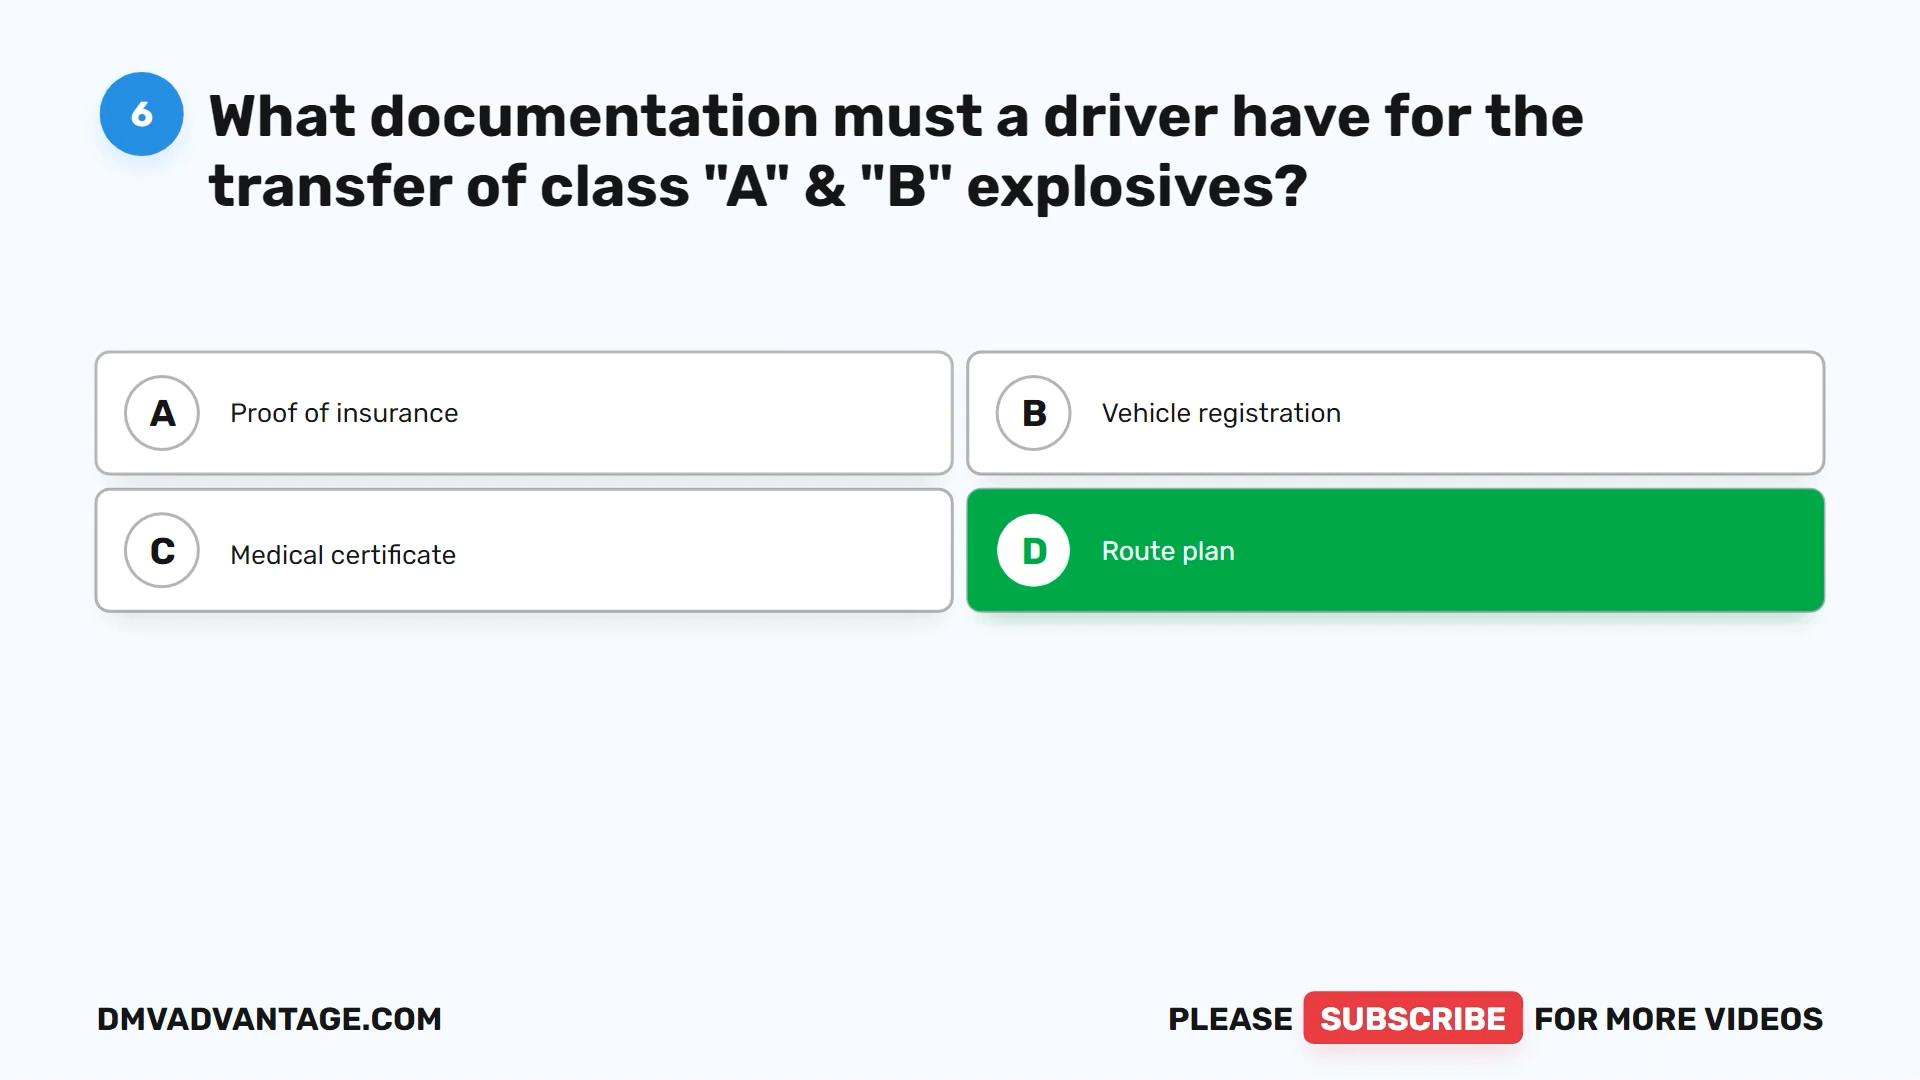 6
What documentation must a driver have for the
transfer of class "A" & "B" explosives?
A Proof of insurance
B Vehicle registration
C Medical certificate
D Route plan
DMVADVANTAGE.COM
PLEASE SUBSCRIBE FOR MORE VIDEOS